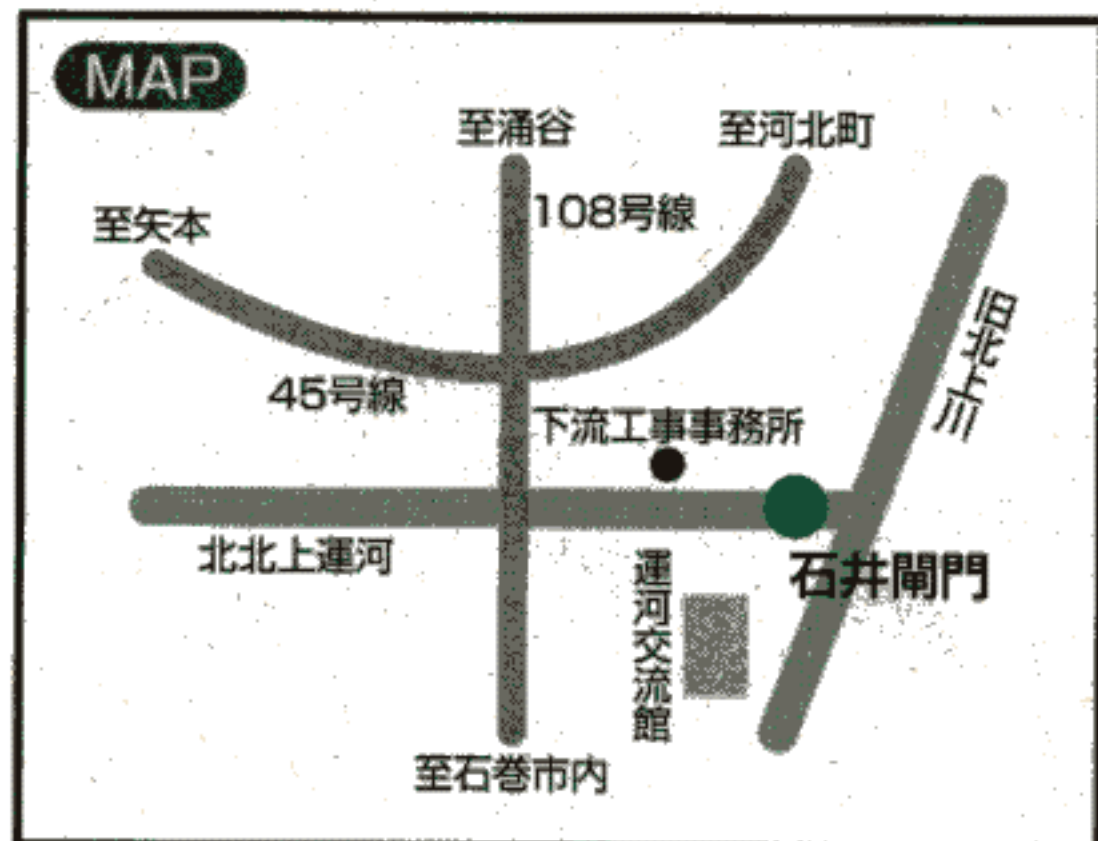 MAP
至涌谷
至河北町
至矢本
108号線
旧北上川
45号線
下流工事事務所
北北上運河
石井閘門
運河交流館
至石巻市内